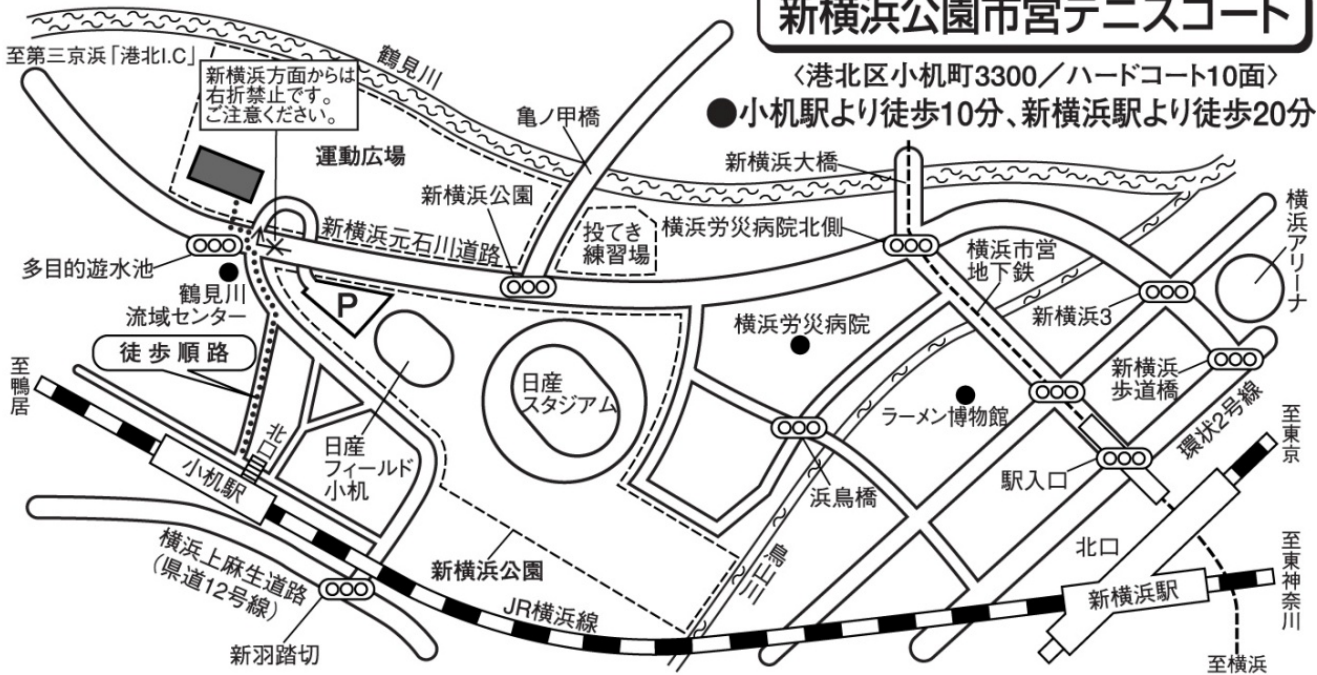 新横浜公園市営テニスコート
〈港北区小机町3300／ハードコート10面〉
●小机駅より徒歩10分、新横浜駅より徒歩20分
至第三京浜「港北I.C」
新横浜方面からは
右折禁止です。
ご注意ください。
鶴見川
運動広場
亀ノ甲橋
新横浜公園
新横浜元石川道路
投てき
練習場
新横浜大橋
横浜労災病院北側
横浜市営
地下鉄
横浜アリーナ
新横浜3
新横浜
歩道橋
環状2号線
多目的遊水池
鶴見川
流域センター
P
徒歩順路
至鴨居
北口
小机駅
日産
フィールド
小机
日産
スタジアム
横浜労災病院
ラーメン博物館
浜鳥橋
駅入口
至東京
北口
新横浜駅
至東神奈川
至横浜
鳥山川
新横浜公園
JR横浜線
横浜上麻生道路
(県道12号線)
新羽踏切